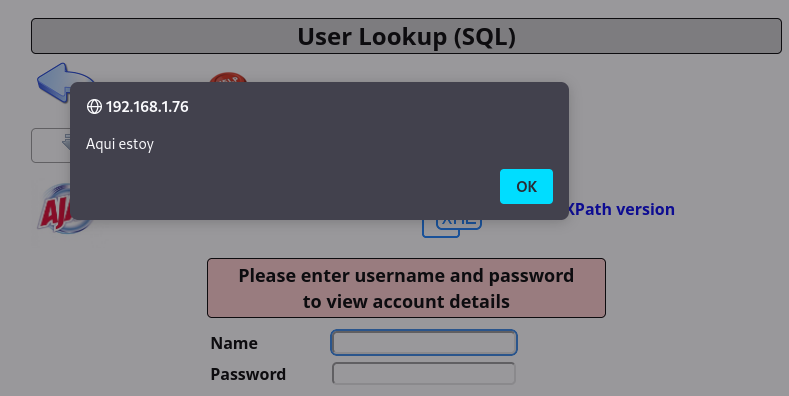 User Lookup (SQL)
192.168.1.76
Aqui estoy
OK
XPath version
Please enter username and password
to view account details
Name
Password